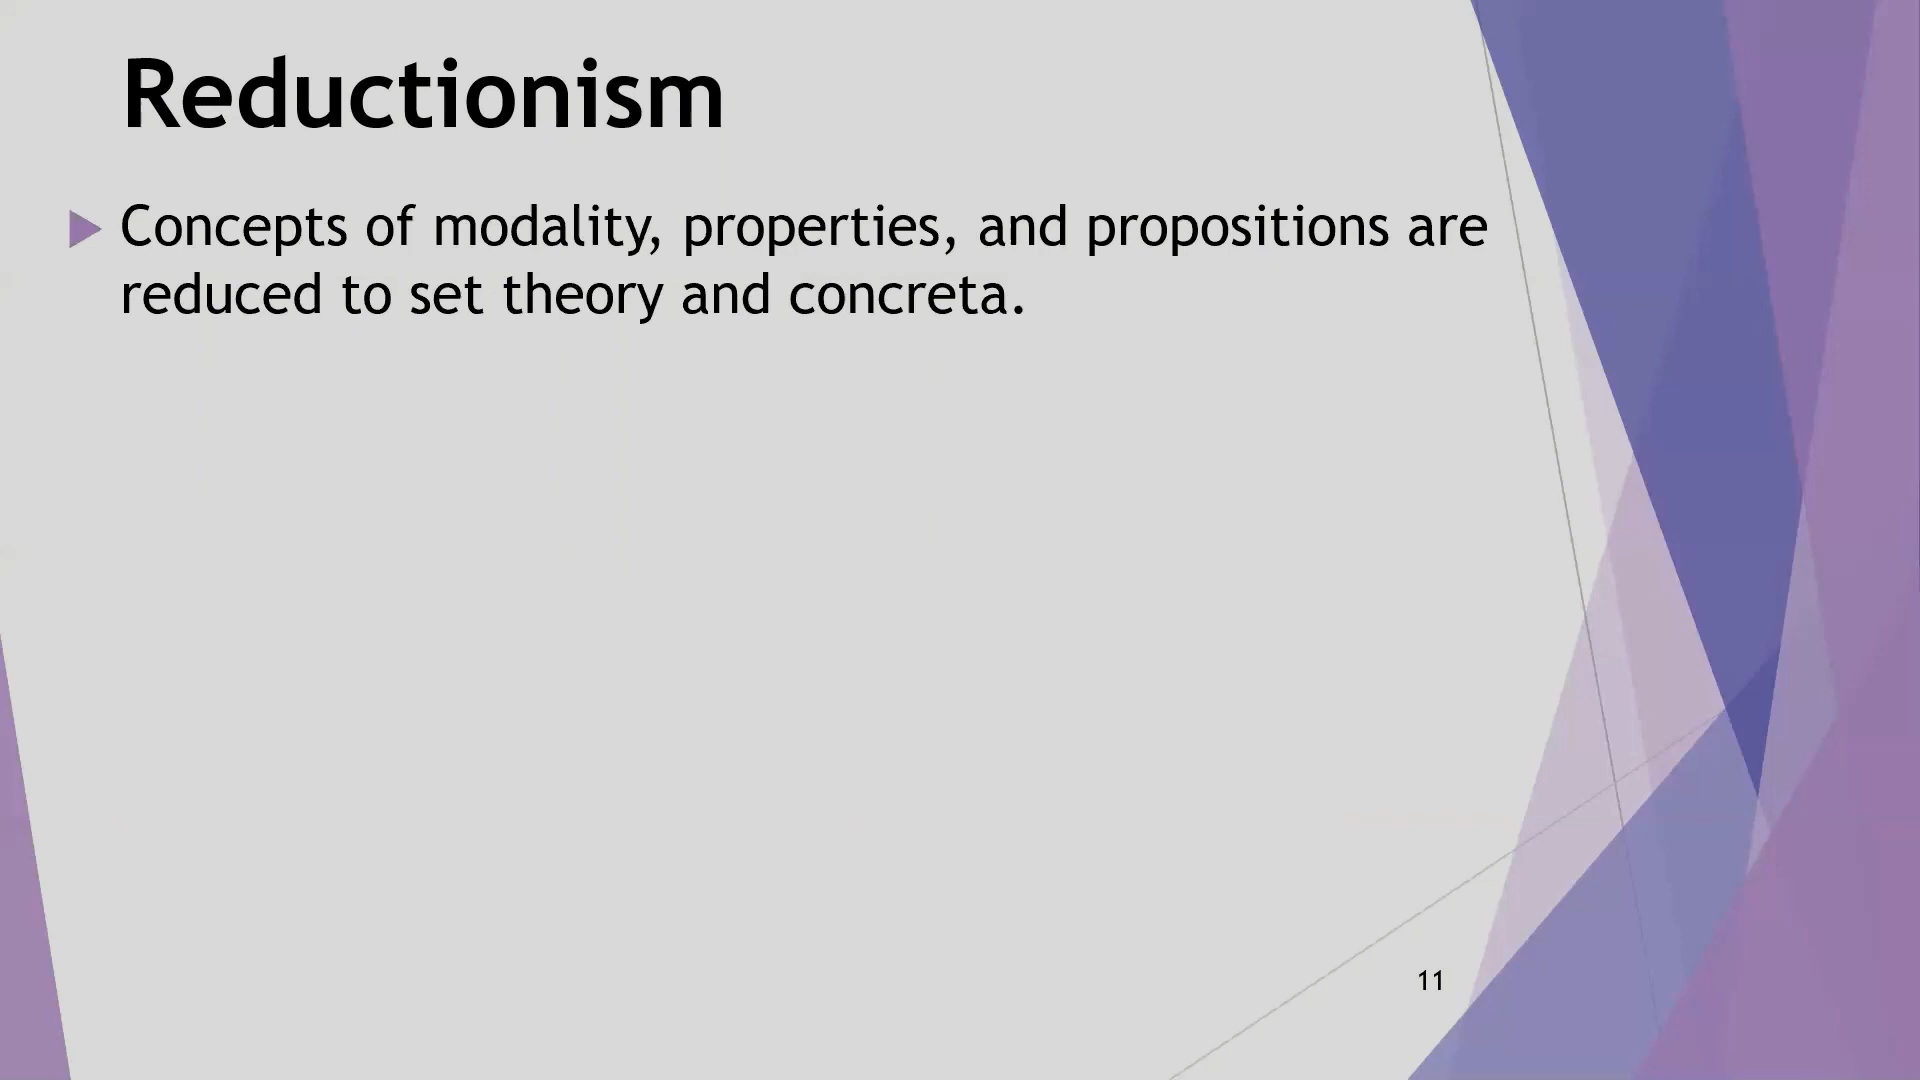 Reductionism
Concepts of modality, properties, and propositions are
reduced to set theory and concreta.
11